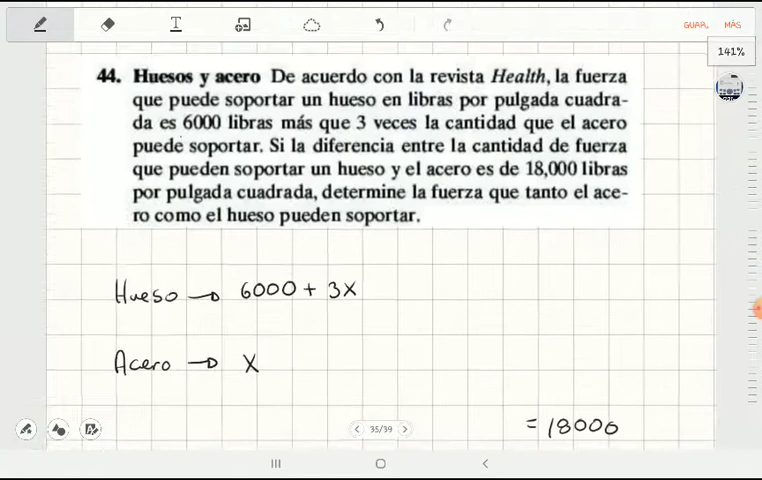 T
GUAR. MÁS
141%
44. Huesos y acero De acuerdo con la revista Health, la fuerza
que puede soportar un hueso en libras por pulgada cuadra-
da es 6000 libras más que 3 veces la cantidad que el acero
puede soportar. Si la diferencia entre la cantidad de fuerza
que pueden soportar un hueso y el acero es de 18,000 libras
por pulgada cuadrada, determine la fuerza que tanto el ace-
ro como el hueso pueden soportar.
Hueso → 6000 + 3x
Acero → x
= 18000
< 35/39 >